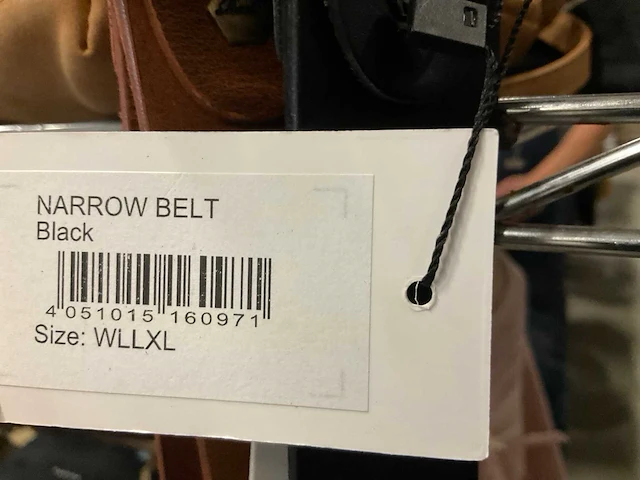 NARROW BELT
Black
4 051015 160971
Size: WLLXL